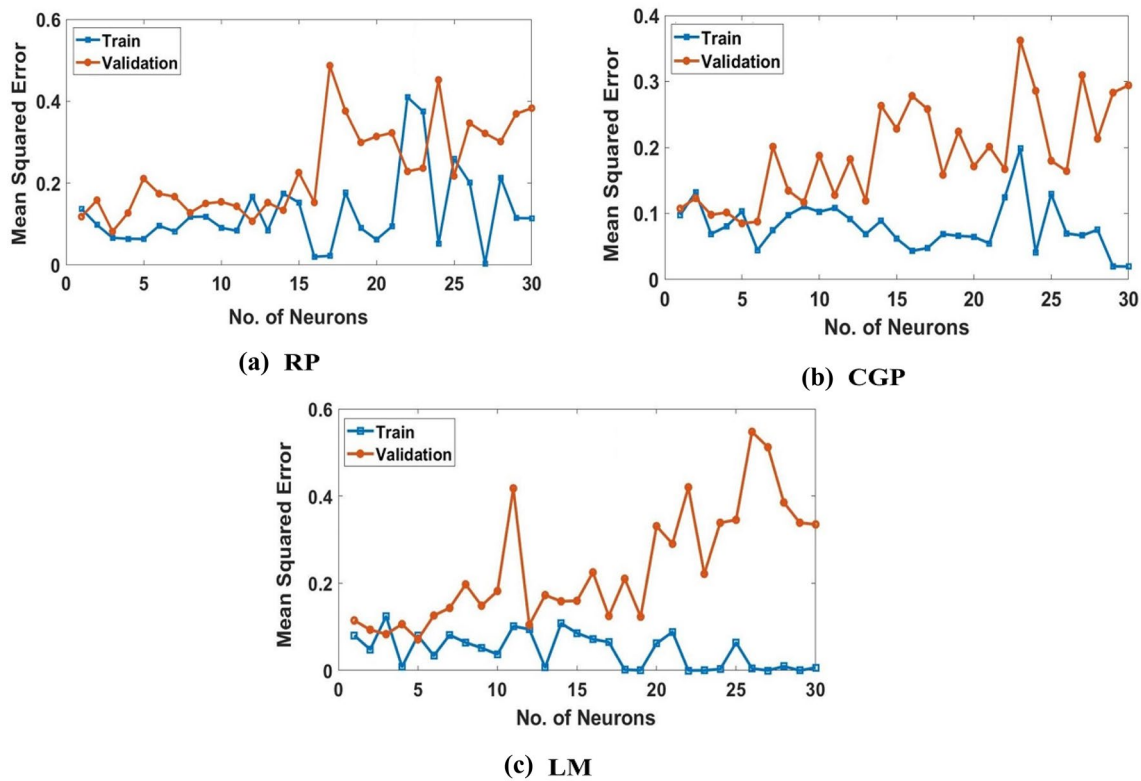 Mean Squared Error
0.6
0.4
0.2
0
Train
Validation
0 5 10 15 20 25 30
No. of Neurons
(a) RP
Mean Squared Error
0.4
0.3
0.2
0.1
0
Train
Validation
0 5 10 15 20 25 30
No. of Neurons
(b) CGP
Mean Squared Error
0.6
0.4
0.2
0
Train
Validation
0 5 10 15 20 25 30
No. of Neurons
(c) LM